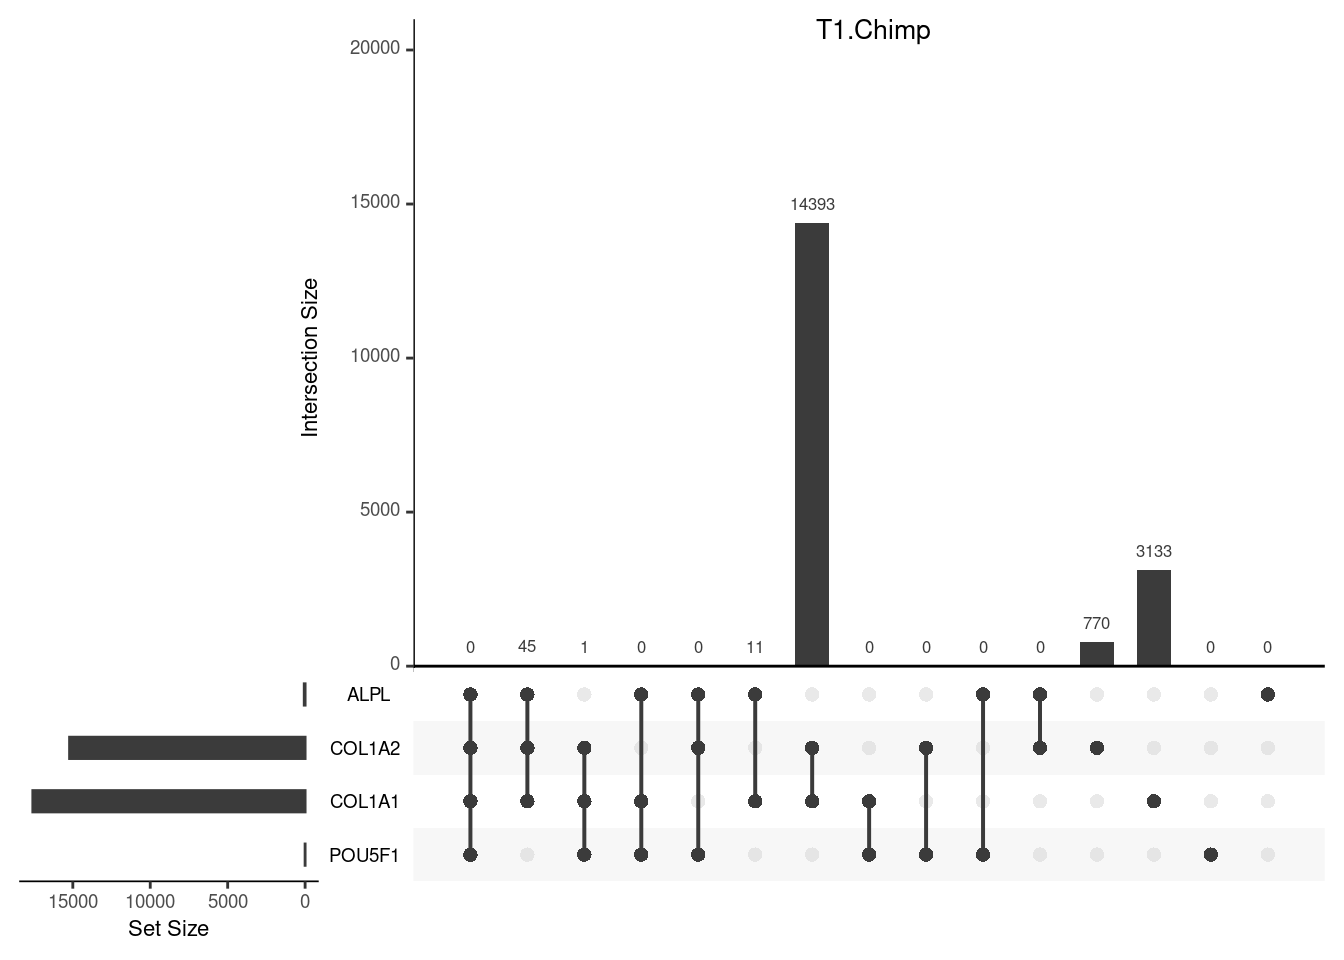 T1.Chimp
20000
15000
10000
5000
0
Intersection Size
14393
3133
770
0 45 1 0 0 11 0 0 0 0 0 0
ALPL
COL1A2
COL1A1
POU5F1
15000 10000 5000 0
Set Size